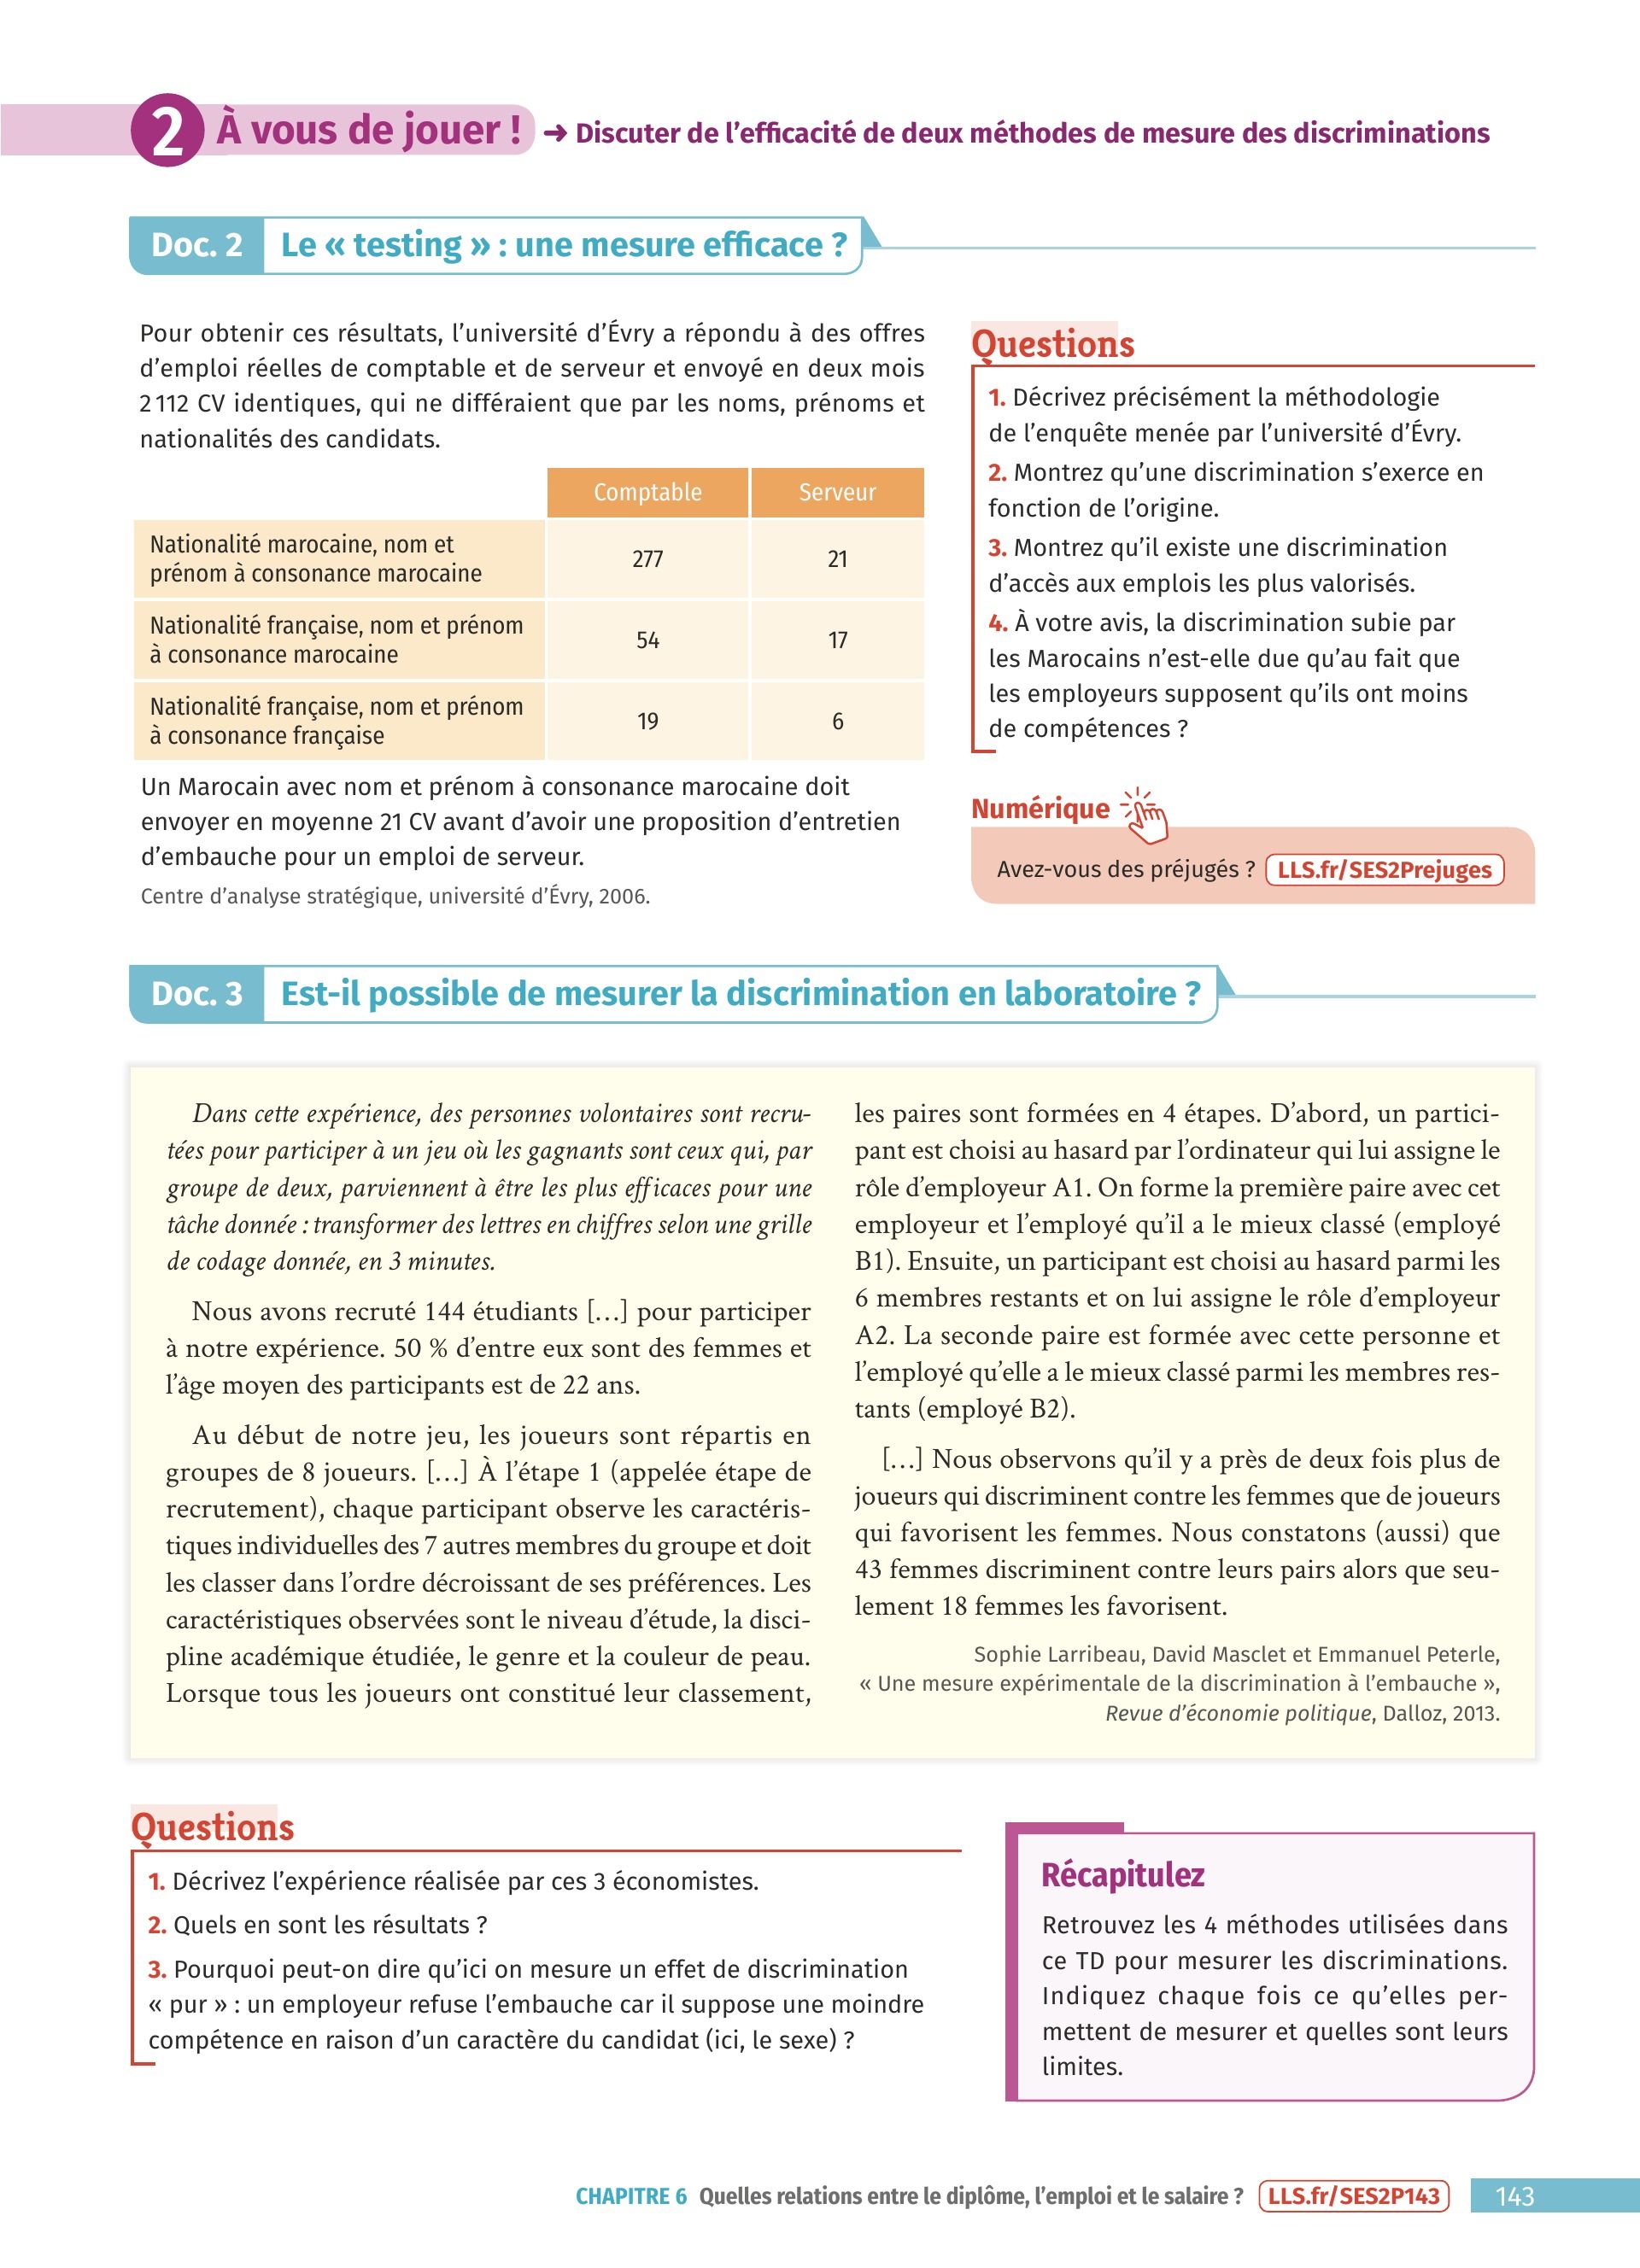 2 À vous de jouer ! ➜ Discuter de l’efficacité de deux méthodes de mesure des discriminations
Doc. 2 Le « testing » : une mesure efficace ?
Pour obtenir ces résultats, l’université d’Évry a répondu à des offres
d’emploi réelles de comptable et de serveur et envoyé en deux mois
2 112 CV identiques, qui ne différaient que par les noms, prénoms et
nationalités des candidats.
Comptable Serveur
Nationalité marocaine, nom et
prénom à consonance marocaine
277 21
Nationalité française, nom et prénom
à consonance marocaine
54 17
Nationalité française, nom et prénom
à consonance française
19 6
Un Marocain avec nom et prénom à consonance marocaine doit
envoyer en moyenne 21 CV avant d’avoir une proposition d’entretien
d’embauche pour un emploi de serveur.
Centre d’analyse stratégique, université d’Évry, 2006.
Questions
1. Décrivez précisément la méthodologie
de l’enquête menée par l’université d’Évry.
2. Montrez qu’une discrimination s’exerce en
fonction de l’origine.
3. Montrez qu’il existe une discrimination
d’accès aux emplois les plus valorisés.
4. À votre avis, la discrimination subie par
les Marocains n’est-elle due qu’au fait que
les employeurs supposent qu’ils ont moins
de compétences ?
Numérique
Avez-vous des préjugés ? LLS.fr/SES2Prejuges
Doc. 3 Est-il possible de mesurer la discrimination en laboratoire ?
Dans cette expérience, des personnes volontaires sont recru-
tées pour participer à un jeu où les gagnants sont ceux qui, par
groupe de deux, parviennent à être les plus efficaces pour une
tâche donnée : transformer des lettres en chiffres selon une grille
de codage donnée, en 3 minutes.
Nous avons recruté 144 étudiants […] pour participer
à notre expérience. 50 % d’entre eux sont des femmes et
l’âge moyen des participants est de 22 ans.
Au début de notre jeu, les joueurs sont répartis en
groupes de 8 joueurs. […] À l’étape 1 (appelée étape de
recrutement), chaque participant observe les caractéris-
tiques individuelles des 7 autres membres du groupe et doit
les classer dans l’ordre décroissant de ses préférences. Les
caractéristiques observées sont le niveau d’étude, la disci-
pline académique étudiée, le genre et la couleur de peau.
Lorsque tous les joueurs ont constitué leur classement,
les paires sont formées en 4 étapes. D’abord, un partici-
pant est choisi au hasard par l’ordinateur qui lui assigne le
rôle d’employeur A1. On forme la première paire avec cet
employeur et l’employé qu’il a le mieux classé (employé
B1). Ensuite, un participant est choisi au hasard parmi les
6 membres restants et on lui assigne le rôle d’employeur
A2. La seconde paire est formée avec cette personne et
l’employé qu’elle a le mieux classé parmi les membres res-
tants (employé B2).
[…] Nous observons qu’il y a près de deux fois plus de
joueurs qui discriminent contre les femmes que de joueurs
qui favorisent les femmes. Nous constatons (aussi) que
43 femmes discriminent contre leurs pairs alors que seu-
lement 18 femmes les favorisent.
Sophie Larribeau, David Masclet et Emmanuel Peterle,
« Une mesure expérimentale de la discrimination à l’embauche »,
Revue d’économie politique, Dalloz, 2013.
Questions
1. Décrivez l’expérience réalisée par ces 3 économistes.
2. Quels en sont les résultats ?
3. Pourquoi peut-on dire qu’ici on mesure un effet de discrimination
« pur » : un employeur refuse l’embauche car il suppose une moindre
compétence en raison d’un caractère du candidat (ici, le sexe) ?
Récapitulez
Retrouvez les 4 méthodes utilisées dans
ce TD pour mesurer les discriminations.
Indiquez chaque fois ce qu’elles per-
mettent de mesurer et quelles sont leurs
limites.
CHAPITRE 6 Quelles relations entre le diplôme, l’emploi et le salaire ? LLS.fr/SES2P143 143